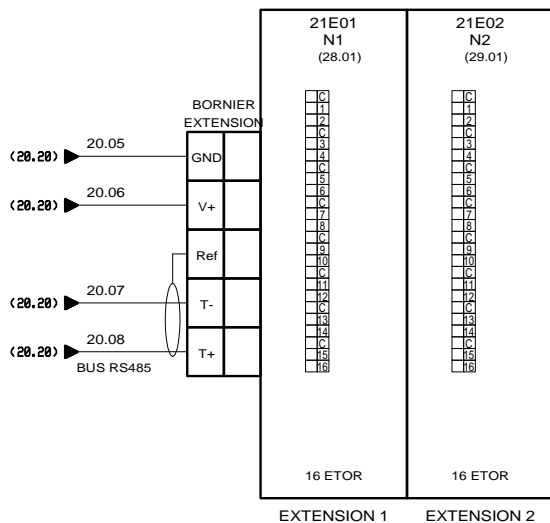 21E01
N1
(28.01)
21E02
N2
(29.01)
BORNIER
EXTENSION
(20.20) 20.05 GND
(20.20) 20.06 V+
Ref
(20.20) 20.07 T-
(20.20) 20.08 T+
BUS RS485
C
1
2
C
3
4
C
5
6
C
7
8
C
9
10
C
11
12
C
13
14
C
15
16
C
1
2
C
3
4
C
5
6
C
7
8
C
9
10
C
11
12
C
13
14
C
15
16
16 ETOR
16 ETOR
EXTENSION 1
EXTENSION 2